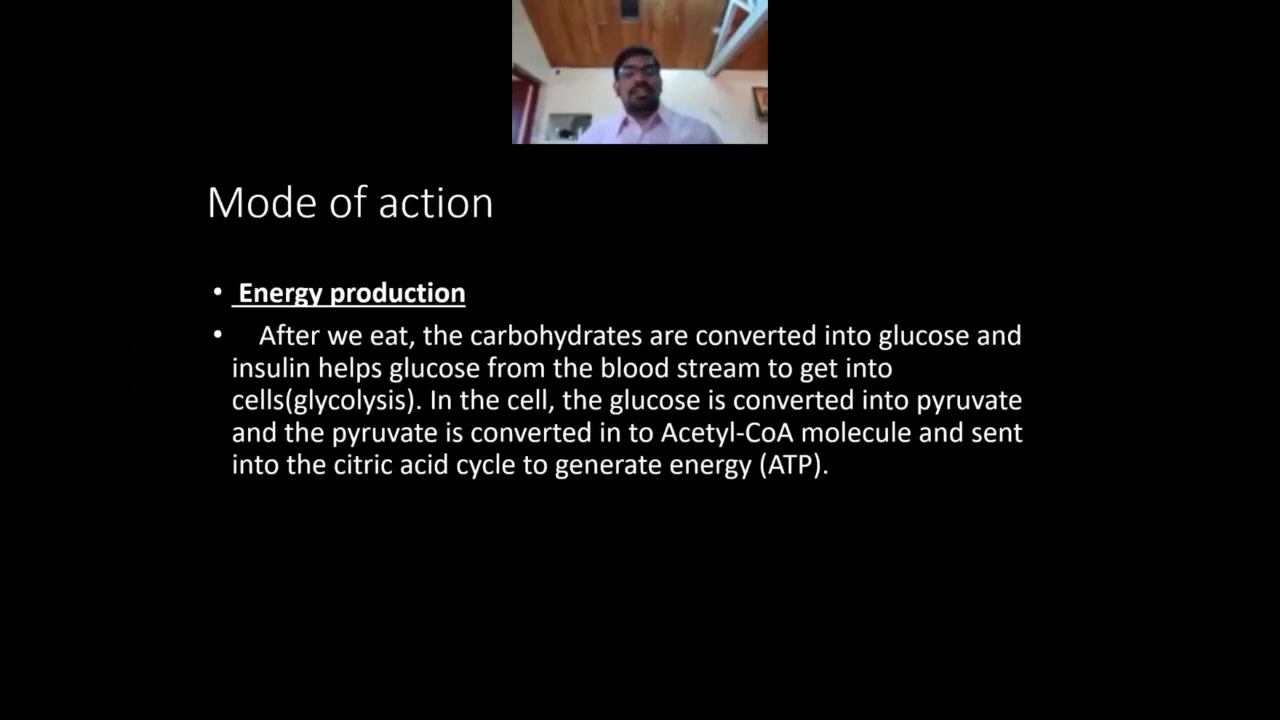 Mode of action
• Energy production
• After we eat, the carbohydrates are converted into glucose and
insulin helps glucose from the blood stream to get into
cells(glycolysis). In the cell, the glucose is converted into pyruvate
and the pyruvate is converted in to Acetyl-CoA molecule and sent
into the citric acid cycle to generate energy (ATP).